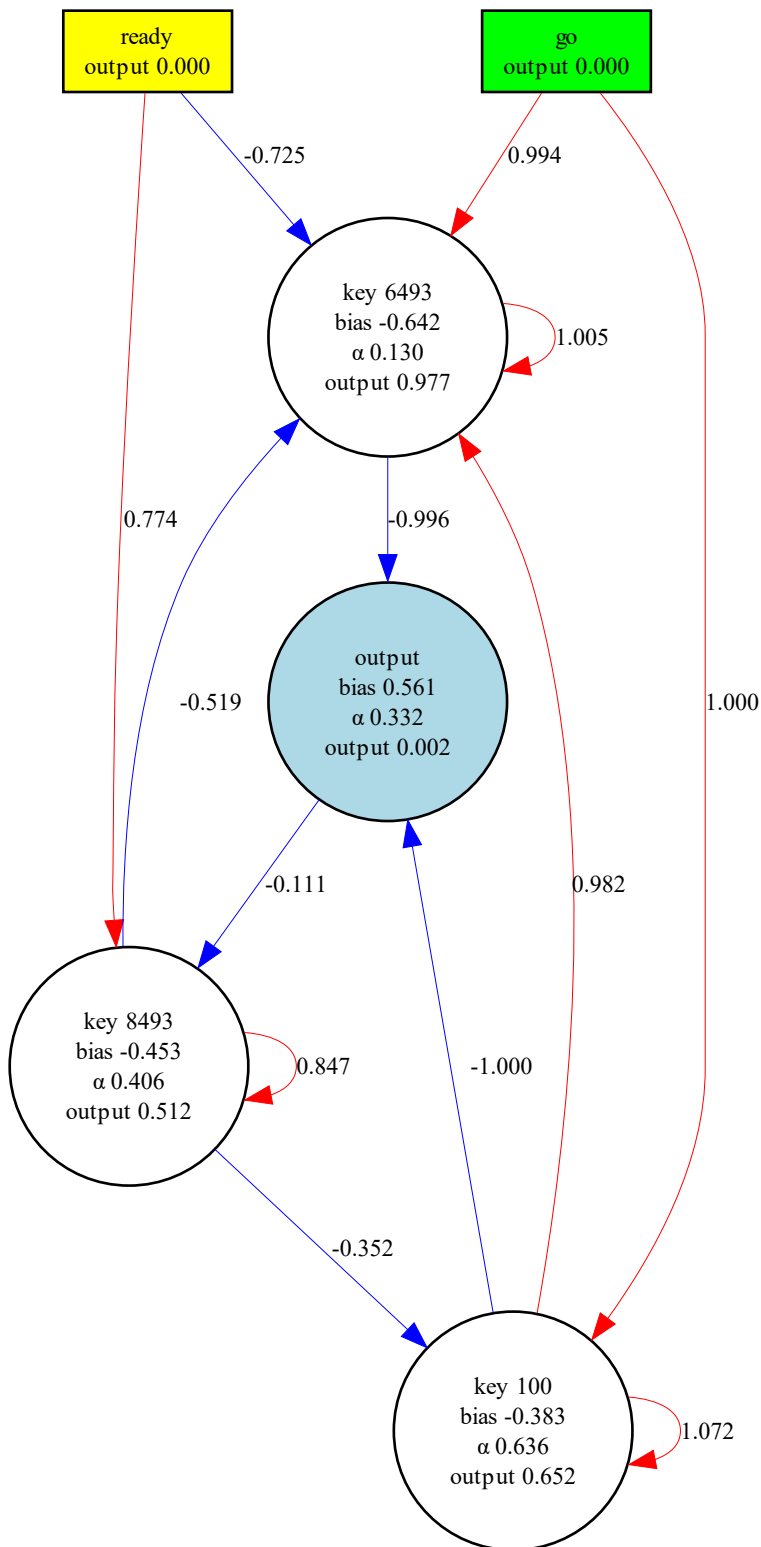 ready
output 0.000
go
output 0.000
-0.725
0.994
key 6493
bias -0.642
α 0.130
output 0.977
1.005
0.774
-0.996
output
bias 0.561
α 0.332
output 0.002
-0.519
1.000
-0.111
0.982
key 8493
bias -0.453
α 0.406
output 0.512
0.847
-1.000
-0.352
key 100
bias -0.383
α 0.636
output 0.652
1.072